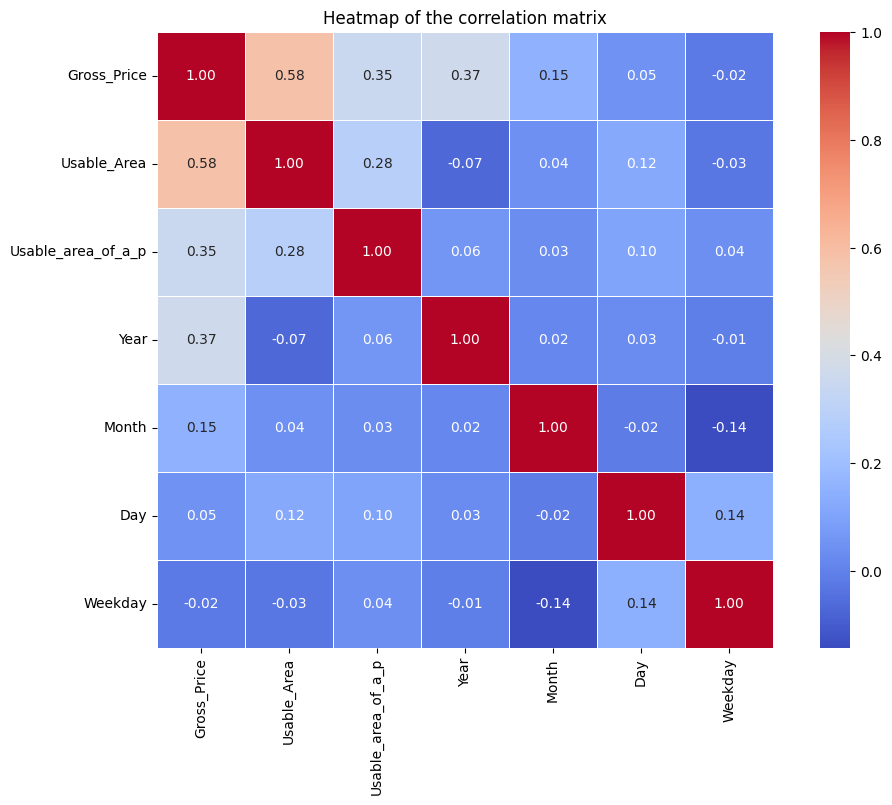 Heatmap of the correlation matrix
Gross_Price 1.00 0.58 0.35 0.37 0.15 0.05 -0.02
Usable_Area 0.58 1.00 0.28 -0.07 0.04 0.12 -0.03
Usable_area_of_a_p 0.35 0.28 1.00 0.06 0.03 0.10 0.04
Year 0.37 -0.07 0.06 1.00 0.02 0.03 -0.01
Month 0.15 0.04 0.03 0.02 1.00 -0.02 -0.14
Day 0.05 0.12 0.10 0.03 -0.02 1.00 0.14
Weekday -0.02 -0.03 0.04 -0.01 -0.14 0.14 1.00
Gross_Price
Usable_Area
Usable_area_of_a_p
Year
Month
Day
Weekday
1.0
0.8
0.6
0.4
0.2
0.0